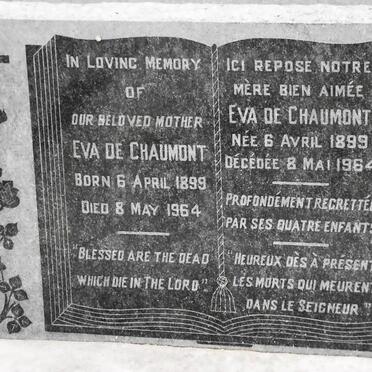 IN LOVING MEMORY
OF
OUR BELOVED MOTHER
EVA DE CHAUMONT
BORN 6 APRIL 1899
DIED 8 MAY 1964
"BLESSED ARE THE DEAD
WHICH DIE IN THE LORD"
ICI REPOSE NOTRE
MÈRE BIEN AIMÉE
EVA DE CHAUMONT
NÉE 6 AVRIL 1899
DÉCÉDÉE 8 MAI 1964
PROFONDÉMENT REGRETTÉE
PAR SES QUATRE ENFANTS
"HEUREUX DÈS À PRÉSENT
LES MORTS QUI MEURENT
DANS LE SEIGNEUR"